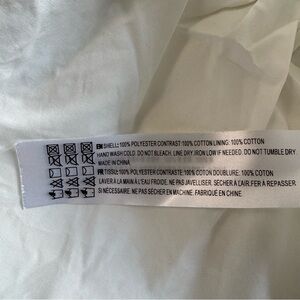 EN SHELL: 100% POLYESTER CONTRAST:100% COTTON LINING: 100% COTTON
HAND WASH COLD. DO NOT BLEACH. LINE DRY. IRON LOW IF NEEDED. DO NOT TUMBLE DRY.
MADE IN CHINA
FR TISSU: 100% POLYESTER CONTRASTE: 100% COTON DOUBLURE: 100% COTON
LAVER À LA MAIN À L'EAU FROIDE. NE PAS JAVELLISER. SÉCHER À L'AIR.FER À REPASSER
SI NÉCESSAIRE. NE PAS SÉCHER EN MACHINE. FABRIQUÉ EN CHINE